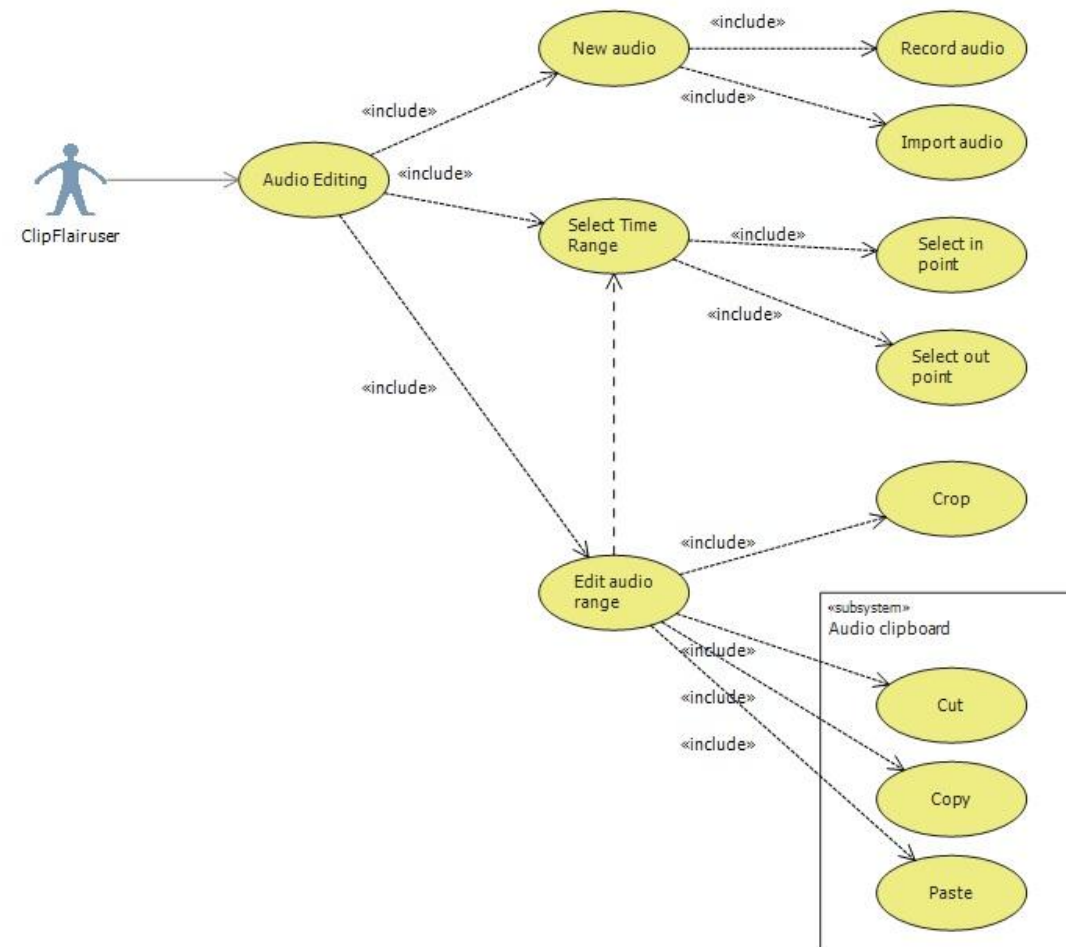 «include»
New audio
Record audio
«include»
«include»
Import audio
Audio Editing
«include»
ClipFlairuser
Select Time
Range
«include»
Select in
point
«include»
Select out
point
«include»
Crop
«include»
Edit audio
range
«subsystem»
Audio clipboard
«include»
Cut
«include»
«include»
Copy
Paste